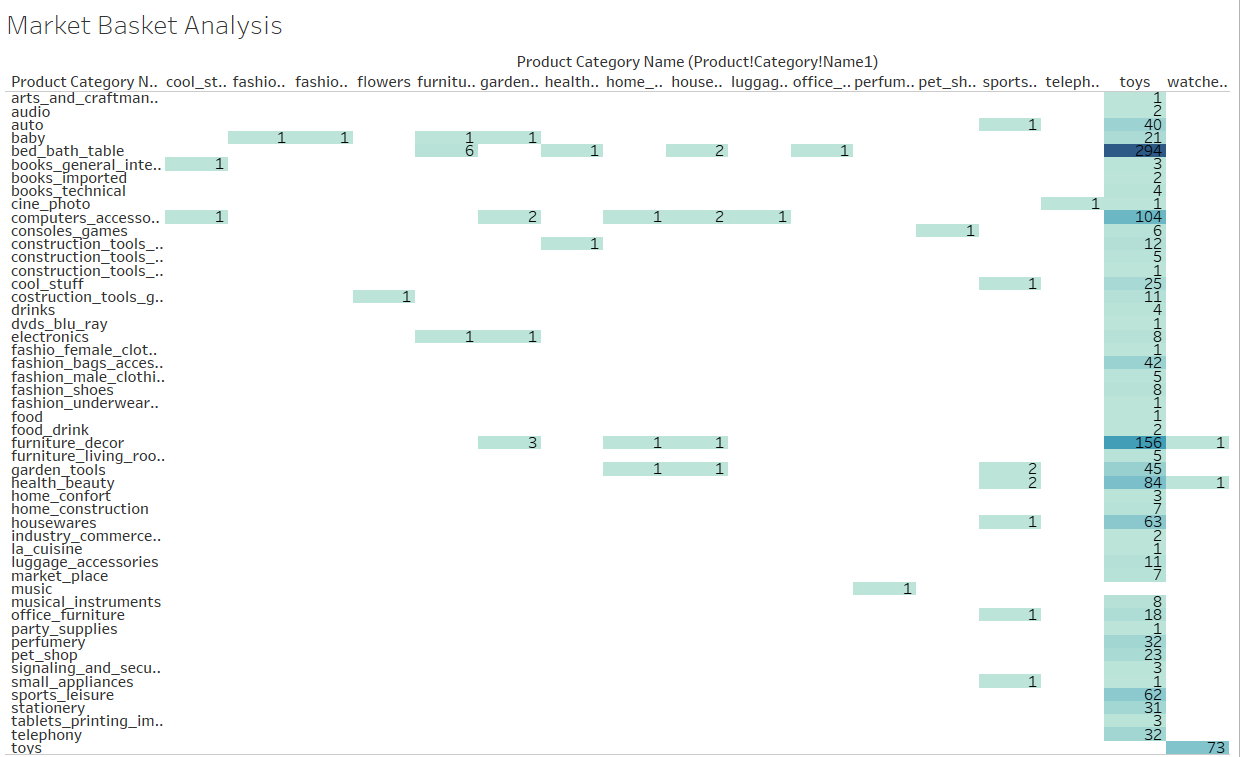 Market Basket Analysis
Product Category Name (Product!Category!Name1)
Product Category N.. cool_st.. fashio.. fashio.. flowers furnitu.. garden.. health.. home_.. house.. luggag.. office_.. perfum.. pet_sh.. sports.. teleph.. toys watche..
arts_and_craftman.. 1
audio 2
auto 1 40
baby 1 1 1 1 21
bed_bath_table 6 1 2 1 294
books_general_inte.. 1 3
books_imported 2
books_technical 4
cine_photo 1 1
computers_accesso.. 1 2 1 2 1 104
consoles_games 1 6
construction_tools_.. 1 12
construction_tools_.. 5
construction_tools_.. 1
cool_stuff 1 25
costruction_tools_g.. 1 11
drinks 4
dvds_blu_ray 1
electronics 1 1 8
fashio_female_clot.. 1
fashion_bags_acces.. 42
fashion_male_clothi.. 5
fashion_shoes 8
fashion_underwear.. 1
food 1
food_drink 2
furniture_decor 3 1 1 156 1
furniture_living_roo.. 5
garden_tools 1 1 2 45
health_beauty 2 84 1
home_confort 3
home_construction 7
housewares 1 63
industry_commerce.. 2
la_cuisine 1
luggage_accessories 11
market_place 7
music 1
musical_instruments 8
office_furniture 1 18
party_supplies 1
perfumery 32
pet_shop 23
signaling_and_secu.. 3
small_appliances 1 1
sports_leisure 62
stationery 31
tablets_printing_im.. 3
telephony 32
toys 73